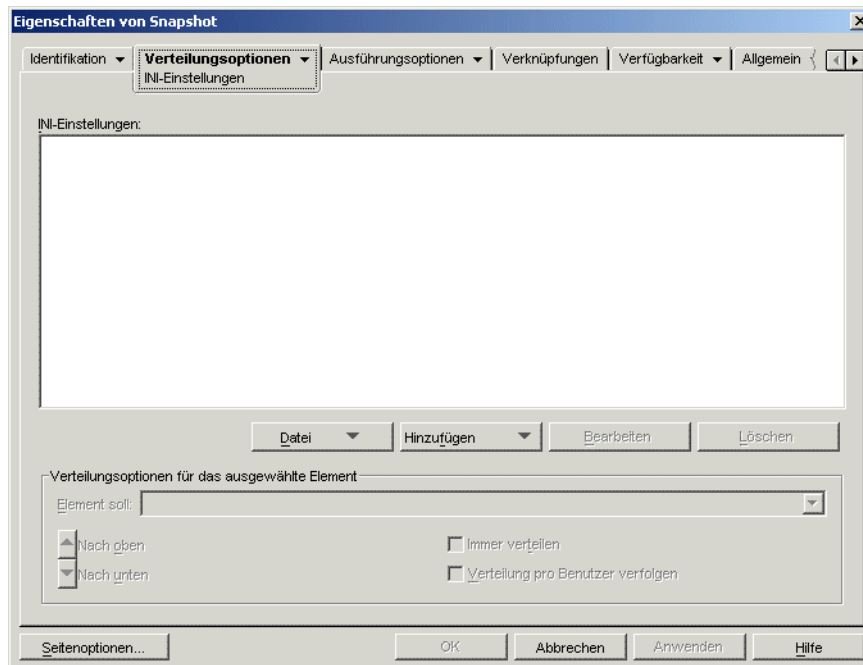 Eigenschaften von Snapshot
Identifikation Verteilungsoptionen Ausführungsoptionen Verknüpfungen Verfügbarkeit Allgemein
INI-Einstellungen
INI-Einstellungen:
Datei Hinzufügen Bearbeiten Löschen
Verteilungsoptionen für das ausgewählte Element
Element soll:
Nach oben Immer verteilen
Nach unten Verteilung pro Benutzer verfolgen
Seitenoptionen... OK Abbrechen Anwenden Hilfe